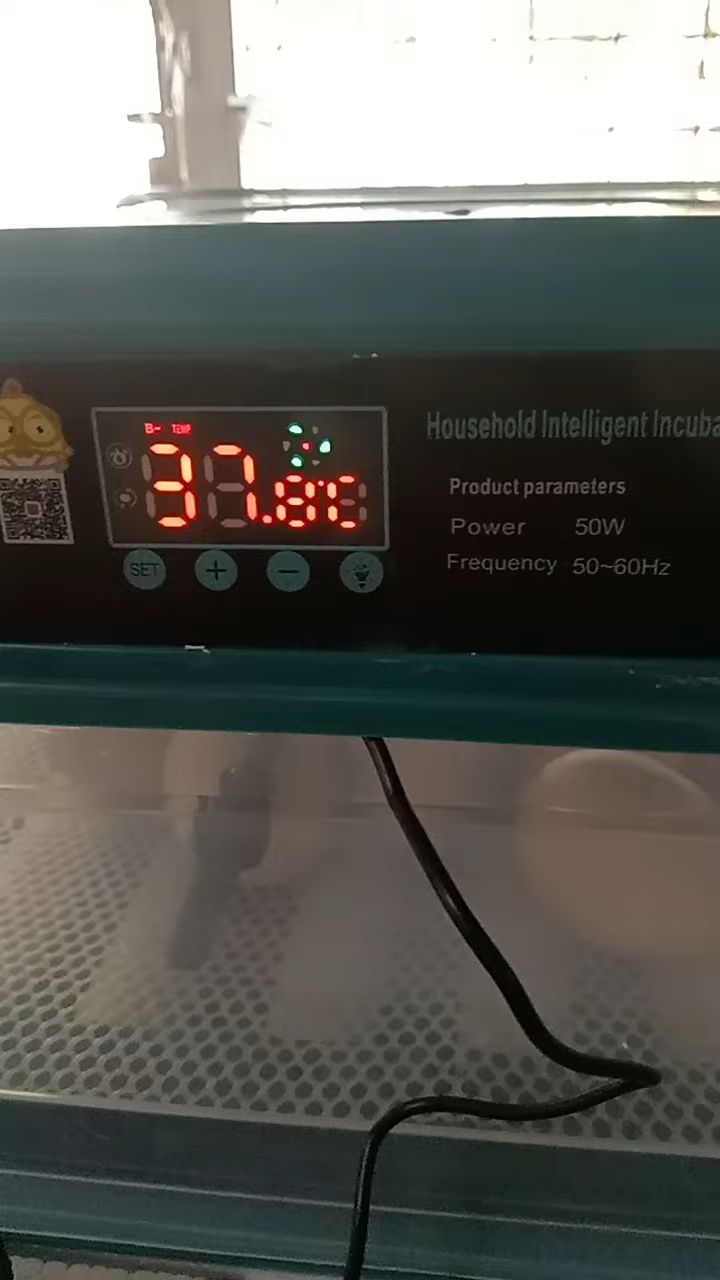 B- TEMP
37.8℃
SET + −
Household Intelligent Incuba
Product parameters
Power 50W
Frequency 50~60Hz